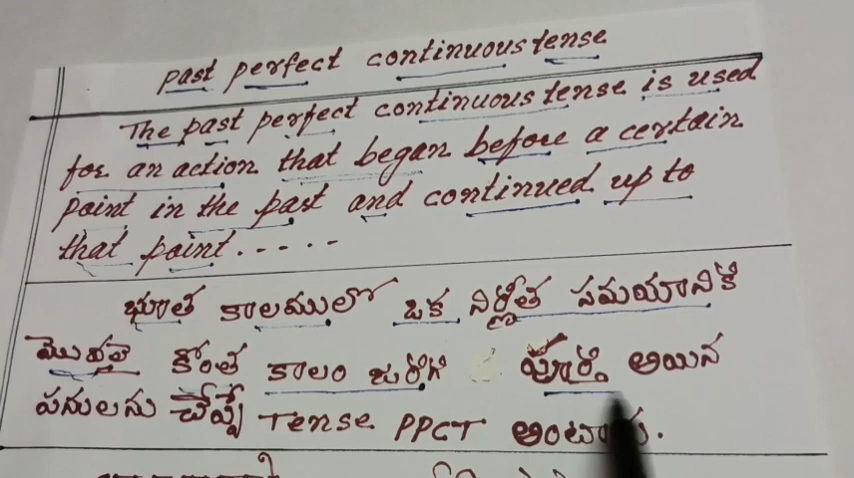 past perfect continuous tense
The past perfect continuous tense is used
for an action that began before a certain
point in the past and continued up to
that point.....
భూత కాలములో ఒక నిర్ణీత సమయానికి
మొదలై కొంత కాలం జరిగి పూర్తి అయిన
పనులను చేప్పే Tense PPCT